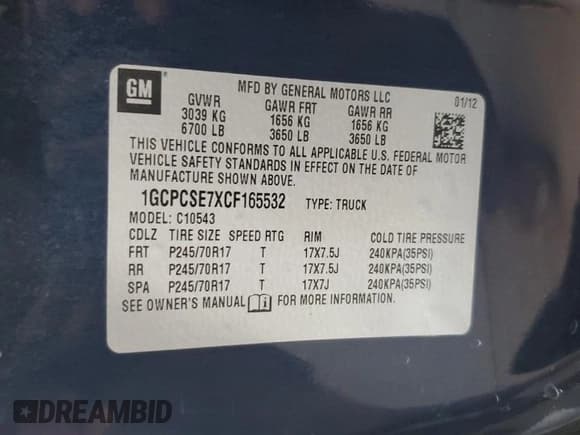 GM
MFD BY GENERAL MOTORS LLC
01/12
GVWR GAWR FRT GAWR RR
3039 KG 1656 KG 1656 KG
6700 LB 3650 LB 3650 LB
THIS VEHICLE CONFORMS TO ALL APPLICABLE U.S. FEDERAL MOTOR
VEHICLE SAFETY STANDARDS IN EFFECT ON THE DATE OF
MANUFACTURE SHOWN ABOVE.
1GCPCSE7XCF165532 TYPE: TRUCK
MODEL: C10543
CDLZ TIRE SIZE SPEED RTG RIM COLD TIRE PRESSURE
FRT P245/70R17 T 17X7.5J 240KPA(35PSI)
RR P245/70R17 T 17X7.5J 240KPA(35PSI)
SPA P245/70R17 T 17X7J 240KPA(35PSI)
SEE OWNER'S MANUAL FOR MORE INFORMATION.
DREAMBID